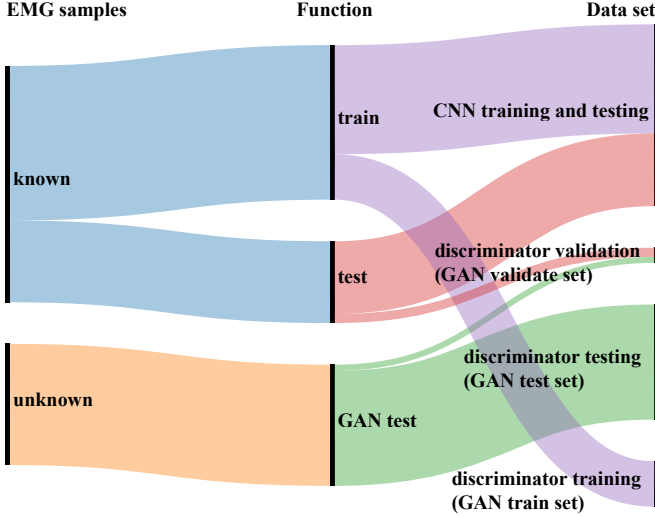 EMG samples
Function
Data set
known
unknown
train
test
GAN test
CNN training and testing
discriminator validation
(GAN validate set)
discriminator testing
(GAN test set)
discriminator training
(GAN train set)